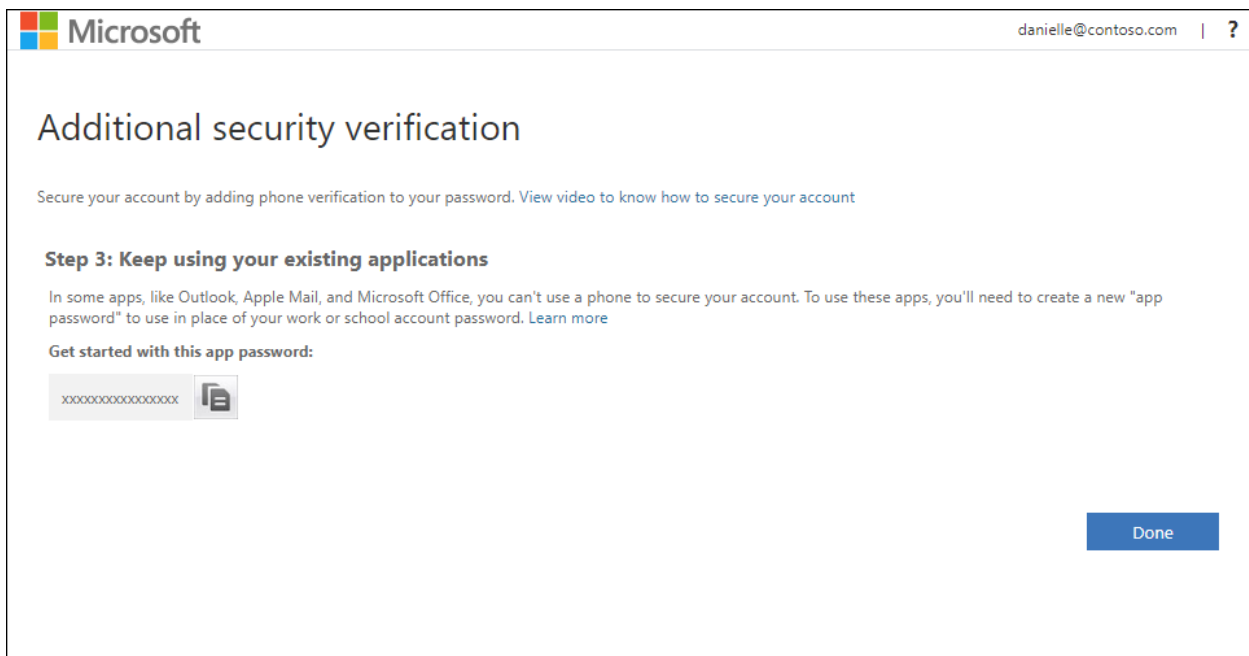 Microsoft
danielle@contoso.com | ?
Additional security verification
Secure your account by adding phone verification to your password. View video to know how to secure your account
Step 3: Keep using your existing applications
In some apps, like Outlook, Apple Mail, and Microsoft Office, you can't use a phone to secure your account. To use these apps, you'll need to create a new "app
password" to use in place of your work or school account password. Learn more
Get started with this app password:
xxxxxxxxxxxxxxxx
Done